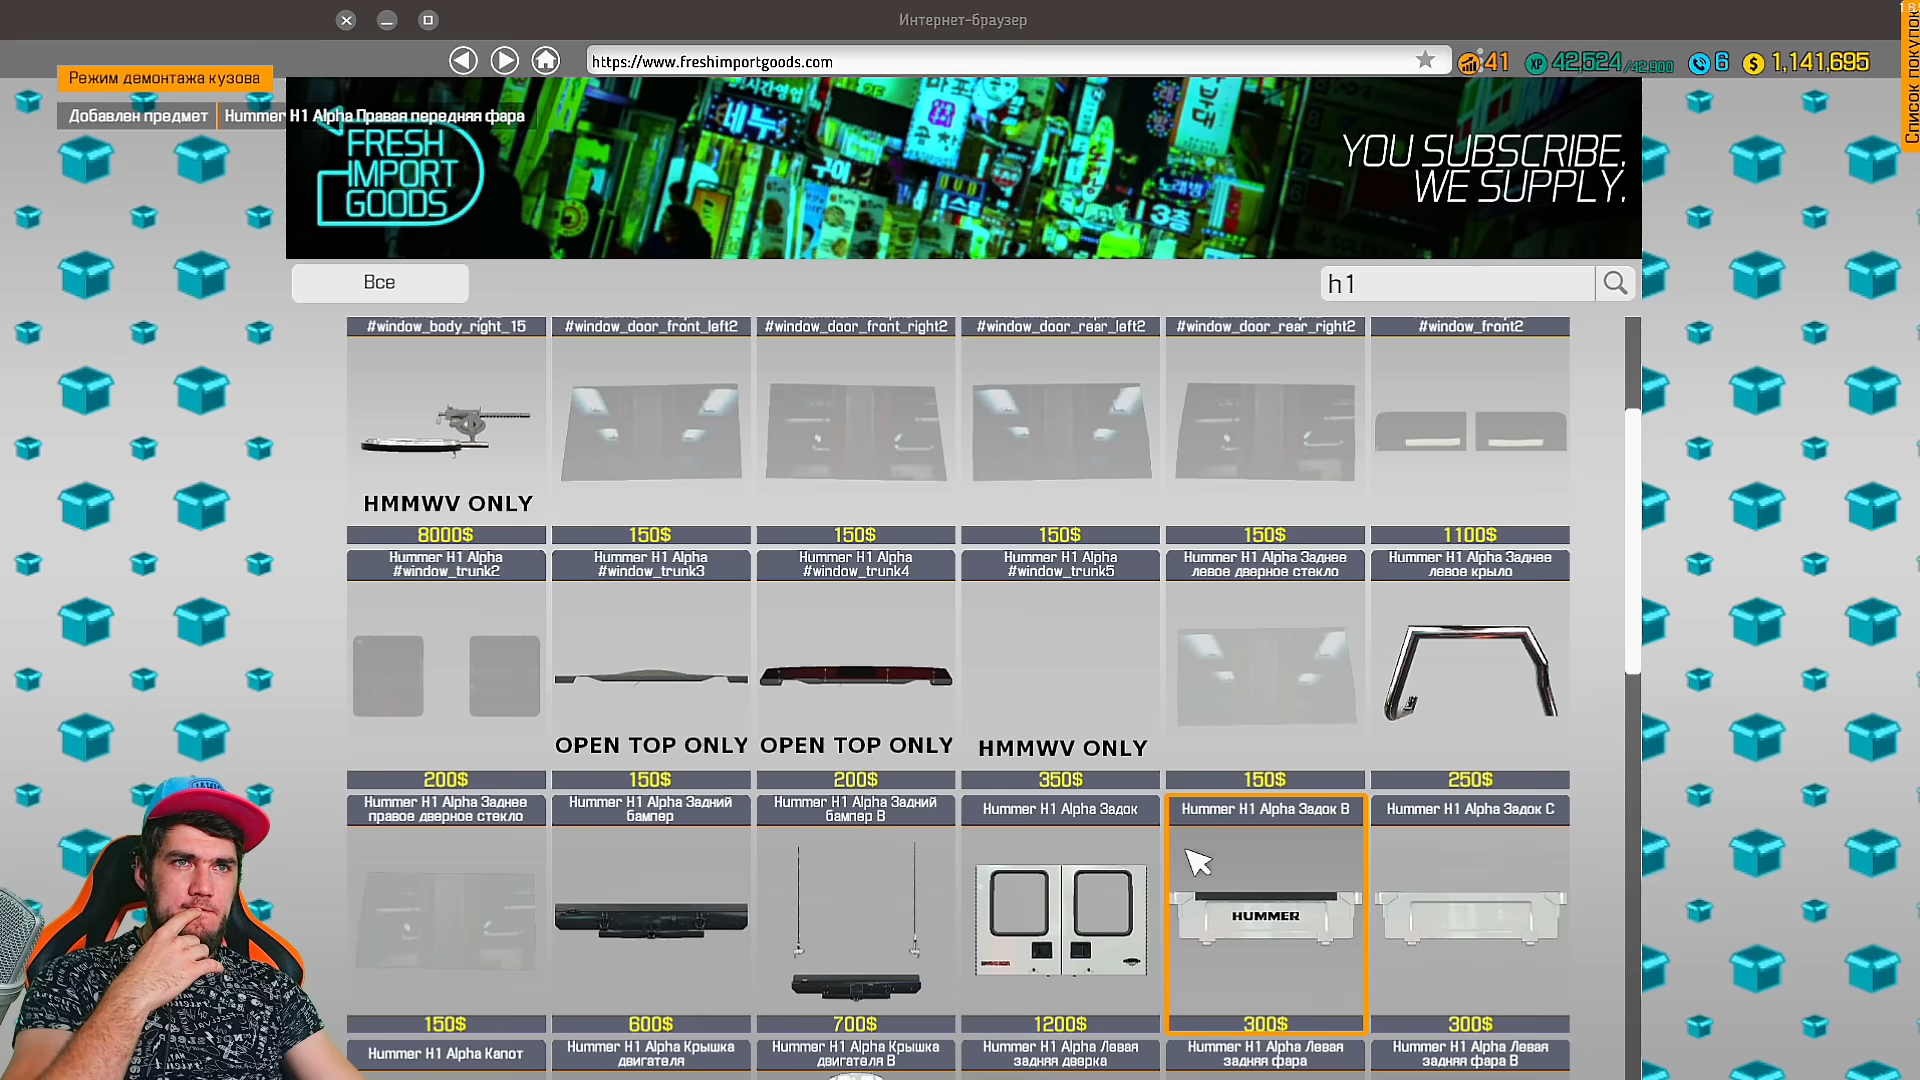 Интернет-браузер
https://www.freshimportgoods.com
41
XP 42,524/42,900
6
$ 1,141,695
Список покупок
Режим демонтажа кузова
Добавлен предмет
Hummer H1 Alpha Правая передняя фара
FRESH
IMPORT
GOODS
YOU SUBSCRIBE,
WE SUPPLY.
Все
h1
#window_body_right_15
#window_door_front_left2
#window_door_front_right2
#window_door_rear_left2
#window_door_rear_right2
#window_front2
HMMWV ONLY
8000$
150$
150$
150$
150$
1100$
Hummer H1 Alpha
#window_trunk2
Hummer H1 Alpha
#window_trunk3
Hummer H1 Alpha
#window_trunk4
Hummer H1 Alpha
#window_trunk5
Hummer H1 Alpha Заднее
левое дверное стекло
Hummer H1 Alpha Заднее
левое крыло
OPEN TOP ONLY
OPEN TOP ONLY
HMMWV ONLY
200$
150$
200$
350$
150$
250$
Hummer H1 Alpha Заднее
правое дверное стекло
Hummer H1 Alpha Задний
бампер
Hummer H1 Alpha Задний
бампер B
Hummer H1 Alpha Задок
Hummer H1 Alpha Задок B
Hummer H1 Alpha Задок C
HUMMER
150$
600$
700$
1200$
300$
300$
Hummer H1 Alpha Капот
Hummer H1 Alpha Крышка
двигателя
Hummer H1 Alpha Крышка
двигателя B
Hummer H1 Alpha Левая
задняя дверка
Hummer H1 Alpha Левая
задняя фара
Hummer H1 Alpha Левая
задняя фара B